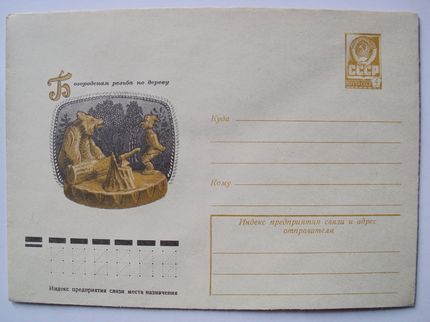 Богородская резьба по дереву
СССР
Куда
Кому
Индекс предприятия связи и адрес
отправителя
Индекс предприятия связи места назначения